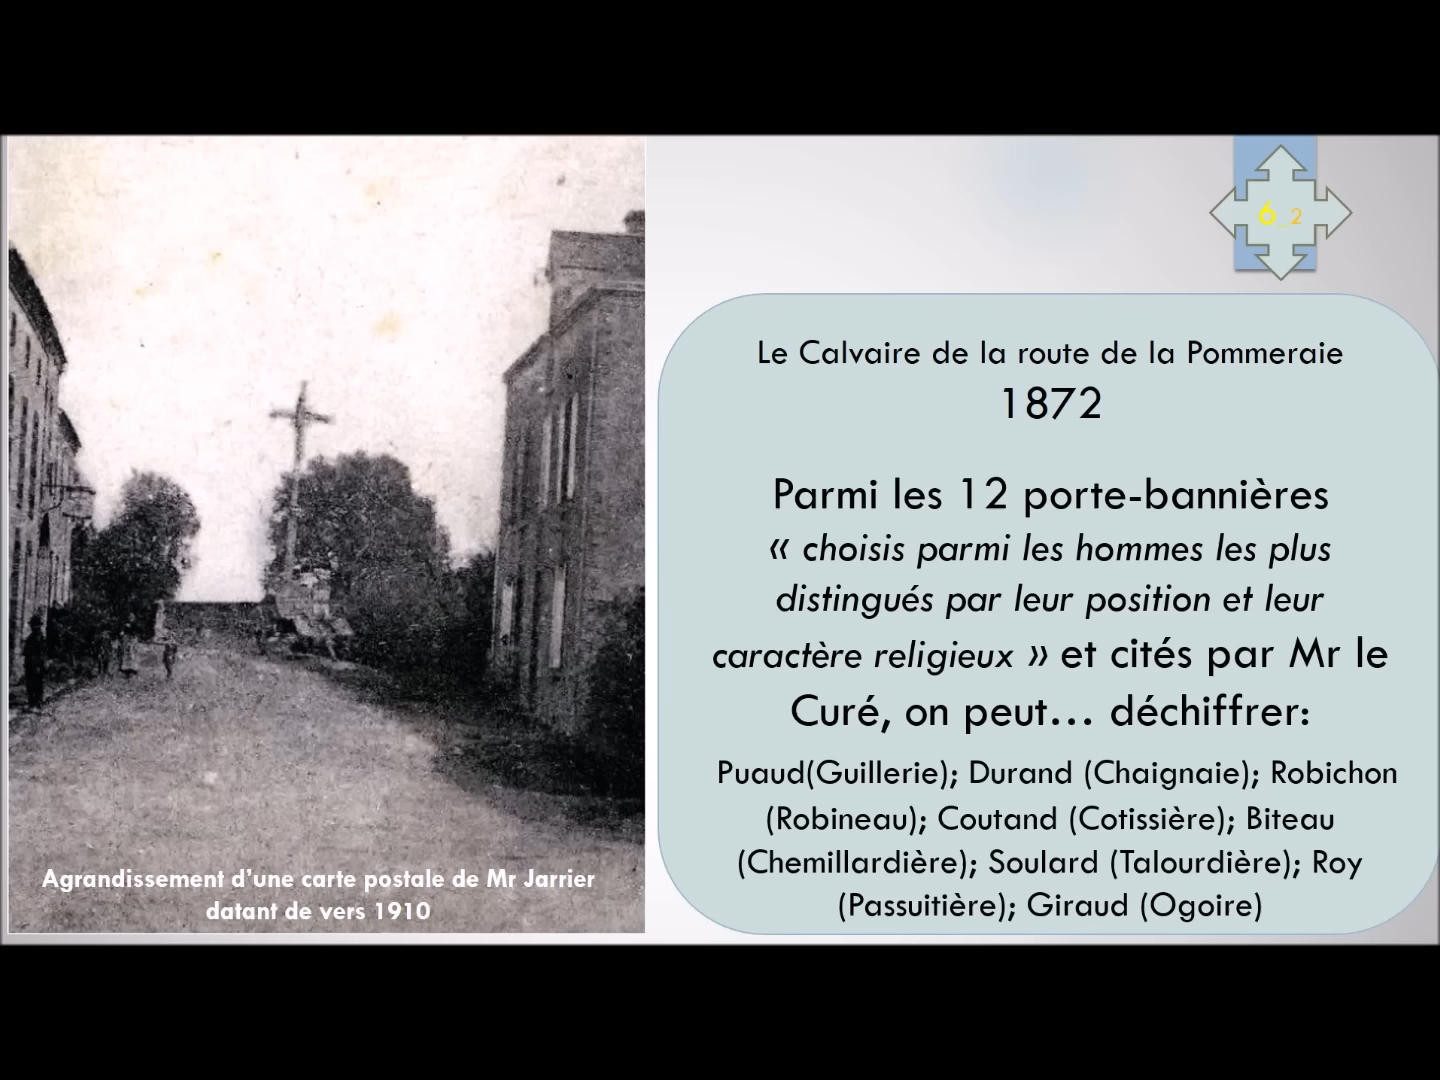 6_2
Le Calvaire de la route de la Pommeraie
1872
Parmi les 12 porte-bannières
« choisis parmi les hommes les plus
distingués par leur position et leur
caractère religieux » et cités par Mr le
Curé, on peut… déchiffrer:
Puaud(Guillerie); Durand (Chaignaie); Robichon
(Robineau); Coutand (Cotissière); Biteau
(Chemillardière); Soulard (Talourdière); Roy
(Passuitière); Giraud (Ogoire)
Agrandissement d’une carte postale de Mr Jarrier
datant de vers 1910